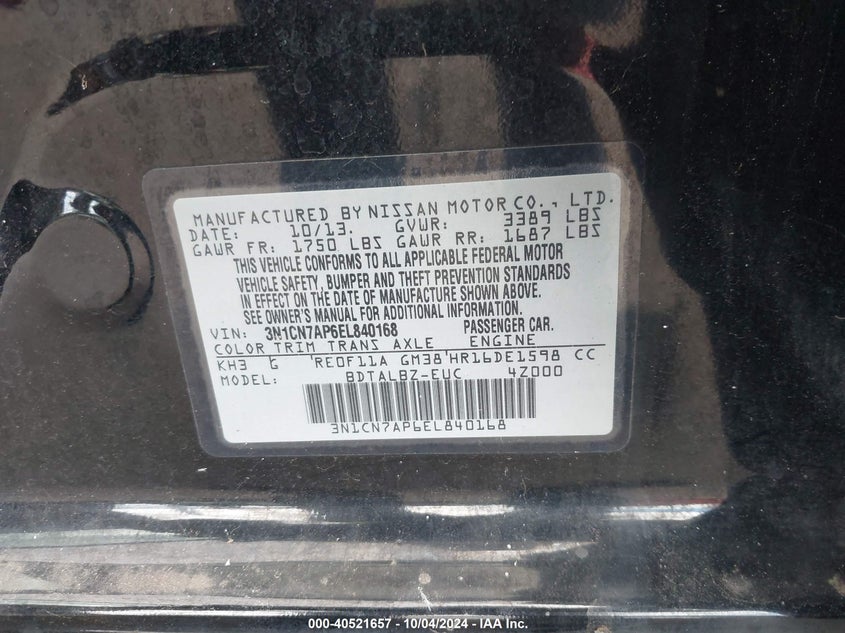 MANUFACTURED BY NISSAN MOTOR CO., LTD.
DATE: 10/13. GVWR: 3389 LBS
GAWR FR: 1750 LBS GAWR RR: 1687 LBS
THIS VEHICLE CONFORMS TO ALL APPLICABLE FEDERAL MOTOR
VEHICLE SAFETY, BUMPER AND THEFT PREVENTION STANDARDS
IN EFFECT ON THE DATE OF MANUFACTURE SHOWN ABOVE.
SEE OWNER'S MANUAL FOR ADDITIONAL INFORMATION.
VIN: 3N1CN7AP6EL840168 PASSENGER CAR.
COLOR TRIM TRANS AXLE ENGINE
KH3 G 'REOF11A GM38'HR16DE1598 CC
MODEL: BDTALBZ-EUC 4Z000
3N1CN7AP6EL840168
000-40521657 - 10/04/2024 - IAA Inc.